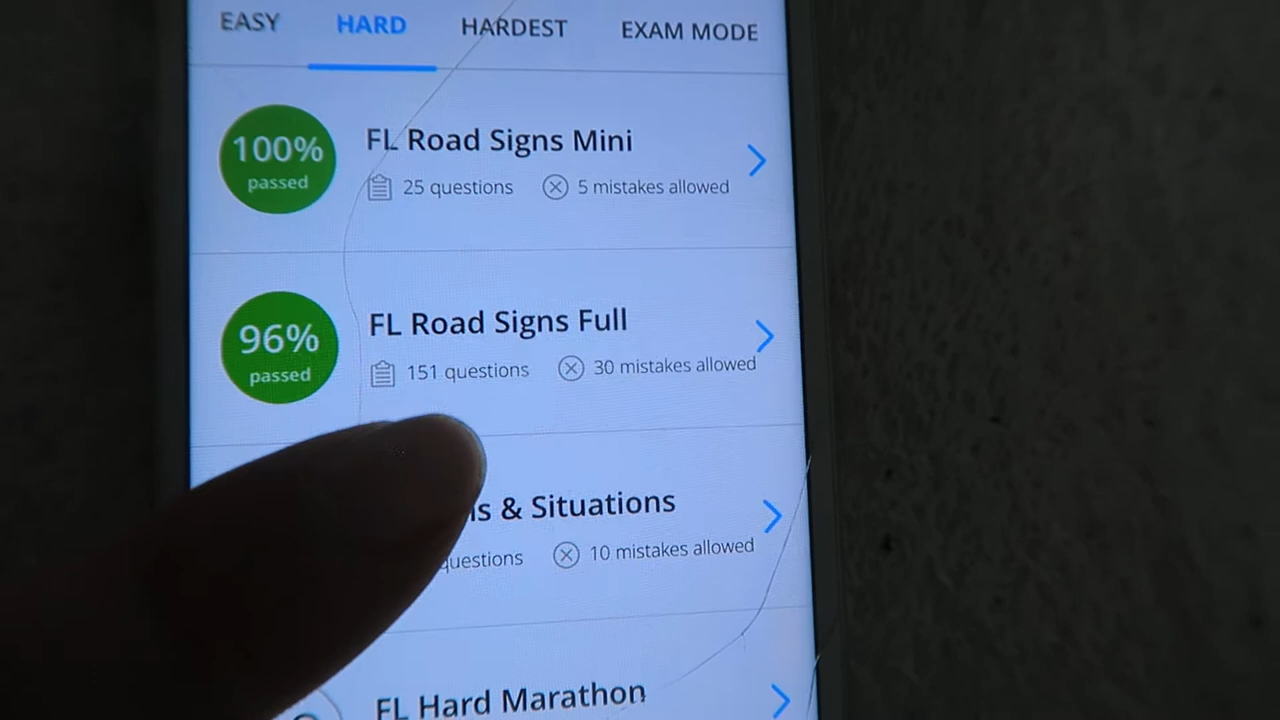 EASY HARD HARDEST EXAM MODE
100% passed
FL Road Signs Mini
25 questions 5 mistakes allowed
96% passed
FL Road Signs Full
151 questions 30 mistakes allowed
& Situations
questions 10 mistakes allowed
FL Hard Marathon